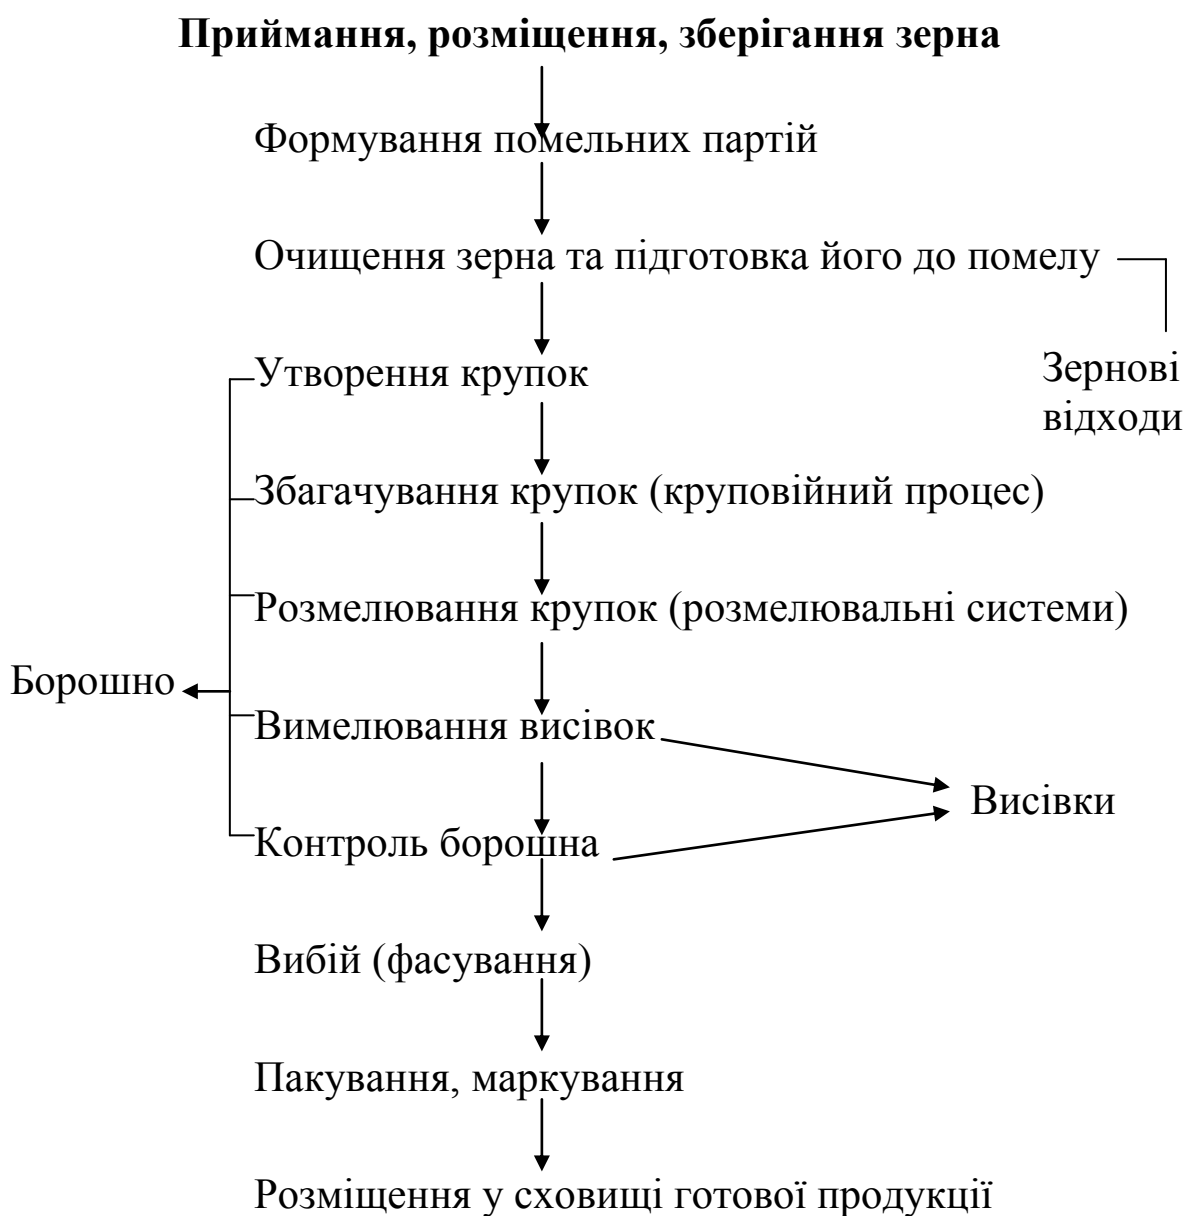 Приймання, розміщення, зберігання зерна
Формування помельних партій
Очищення зерна та підготовка його до помелу
Зернові
відходи
Утворення крупок
Збагачування крупок (круповійний процес)
Розмелювання крупок (розмелювальні системи)
Борошно
Вимелювання висівок
Висівки
Контроль борошна
Вибій (фасування)
Пакування, маркування
Розміщення у сховищі готової продукції